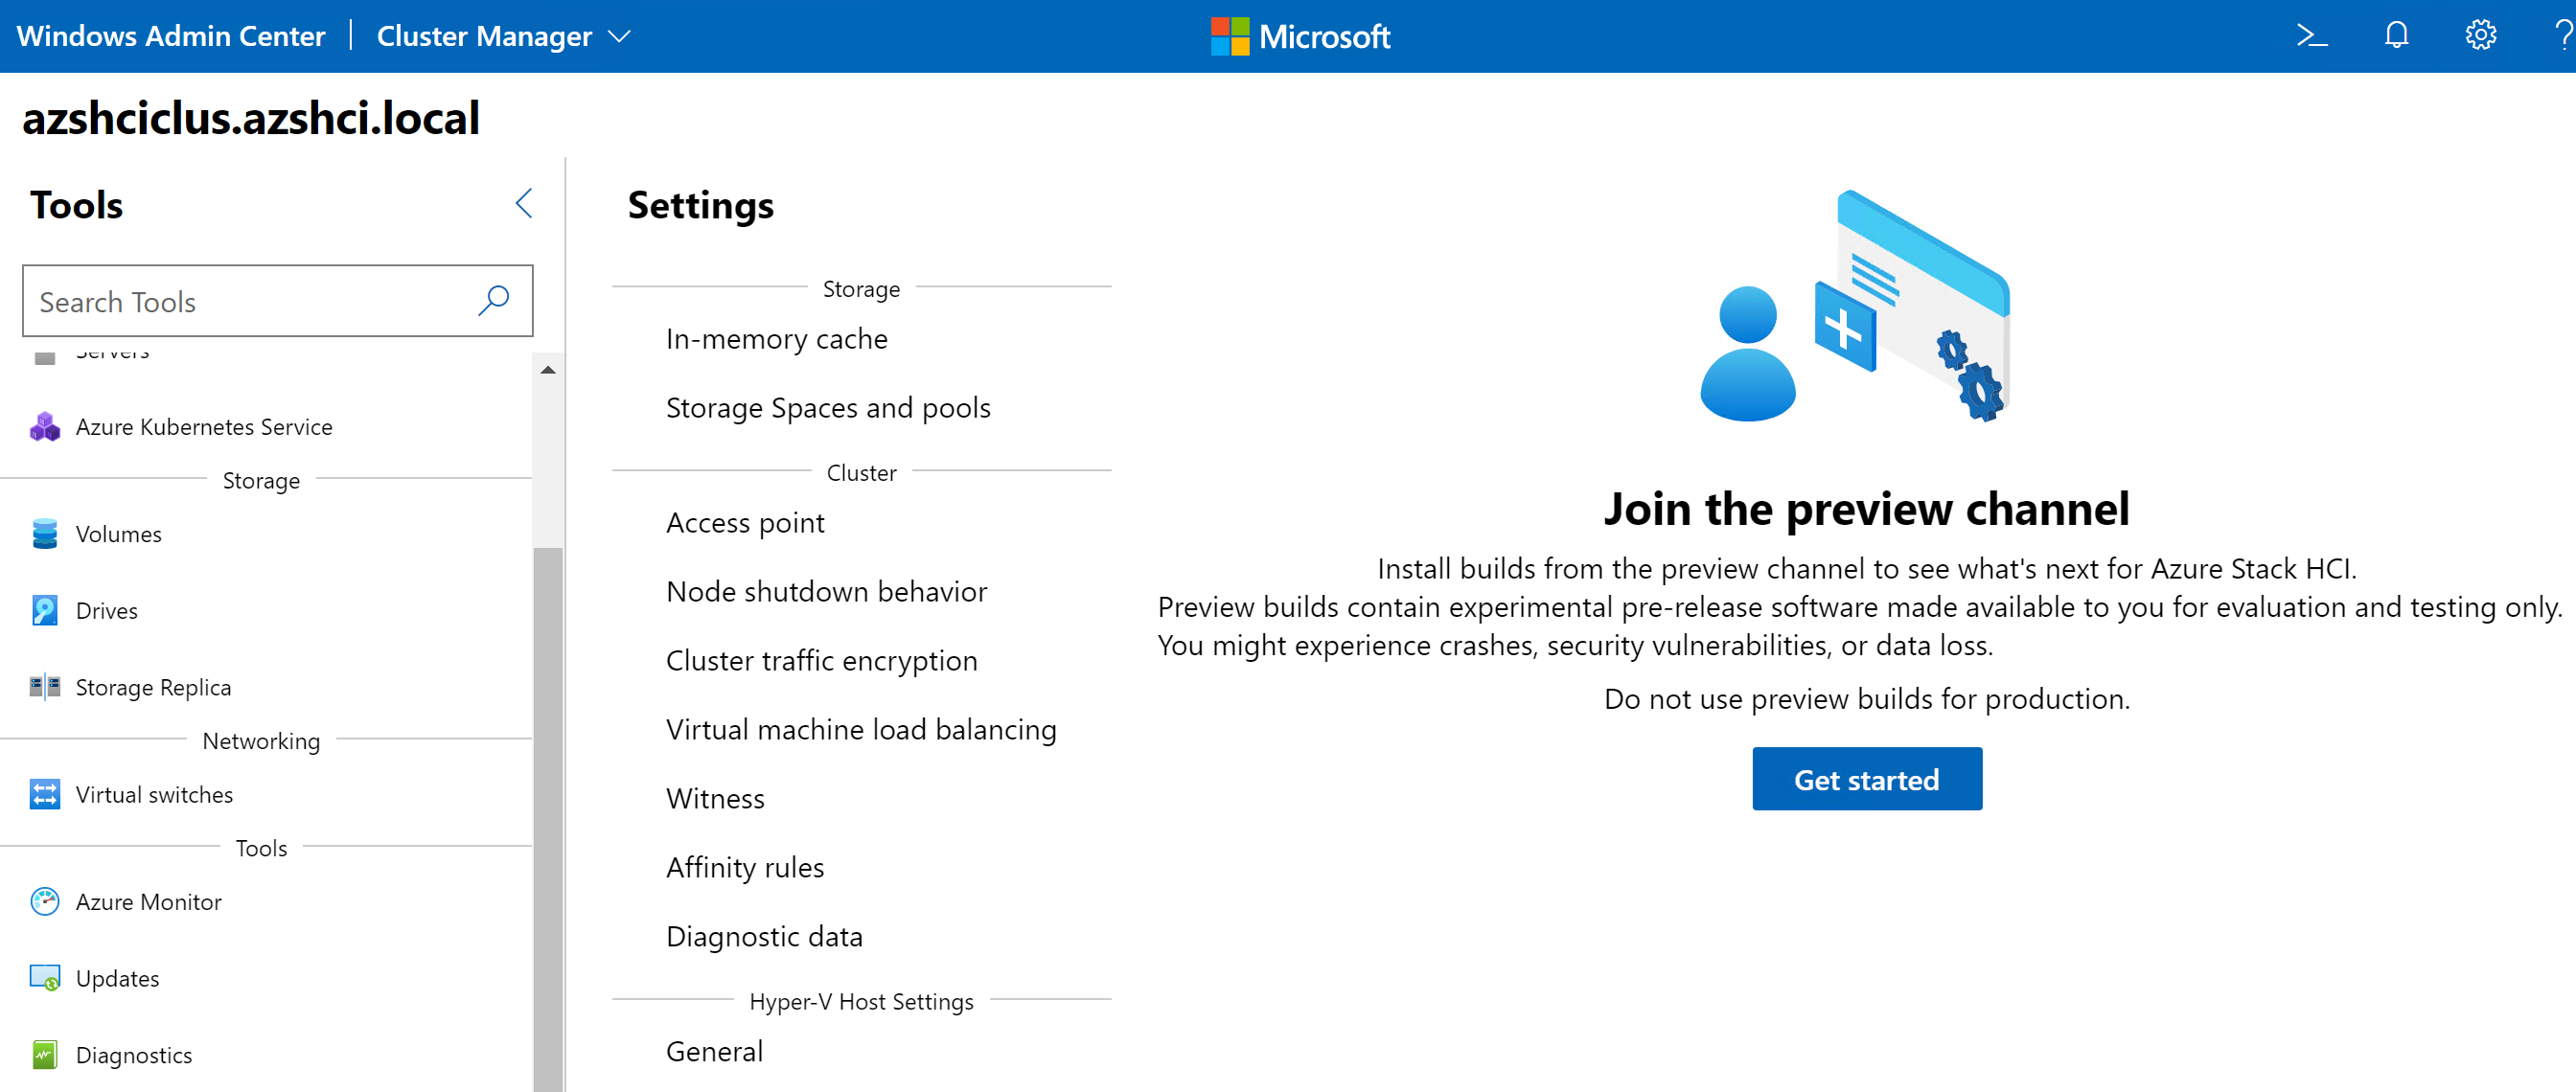 Windows Admin Center | Cluster Manager
Microsoft
>_
?
azshciclus.azshci.local
Tools
Search Tools
Servers
Azure Kubernetes Service
Storage
Volumes
Drives
Storage Replica
Networking
Virtual switches
Tools
Azure Monitor
Updates
Diagnostics
Settings
Storage
In-memory cache
Storage Spaces and pools
Cluster
Access point
Node shutdown behavior
Cluster traffic encryption
Virtual machine load balancing
Witness
Affinity rules
Diagnostic data
Hyper-V Host Settings
General
Join the preview channel
Install builds from the preview channel to see what's next for Azure Stack HCI.
Preview builds contain experimental pre-release software made available to you for evaluation and testing only.
You might experience crashes, security vulnerabilities, or data loss.
Do not use preview builds for production.
Get started